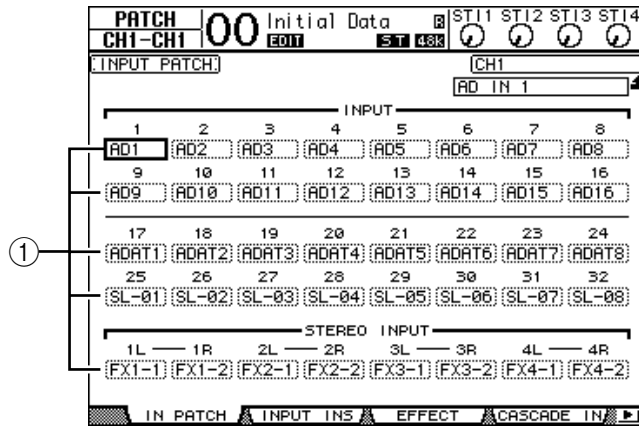 PATCH
CH1-CH1
00 Initial Data R
EDIT ST 48K
STI1 STI2 STI3 STI4
INPUT PATCH
CH1
AD IN 1
INPUT
1 2 3 4 5 6 7 8
AD1 AD2 AD3 AD4 AD5 AD6 AD7 AD8
9 10 11 12 13 14 15 16
AD9 AD10 AD11 AD12 AD13 AD14 AD15 AD16
①
17 18 19 20 21 22 23 24
ADAT1 ADAT2 ADAT3 ADAT4 ADAT5 ADAT6 ADAT7 ADAT8
25 26 27 28 29 30 31 32
SL-01 SL-02 SL-03 SL-04 SL-05 SL-06 SL-07 SL-08
STEREO INPUT
1L — 1R 2L — 2R 3L — 3R 4L — 4R
FX1-1 FX1-2 FX2-1 FX2-2 FX3-1 FX3-2 FX4-1 FX4-2
IN PATCH INPUT INS EFFECT CASCADE IN